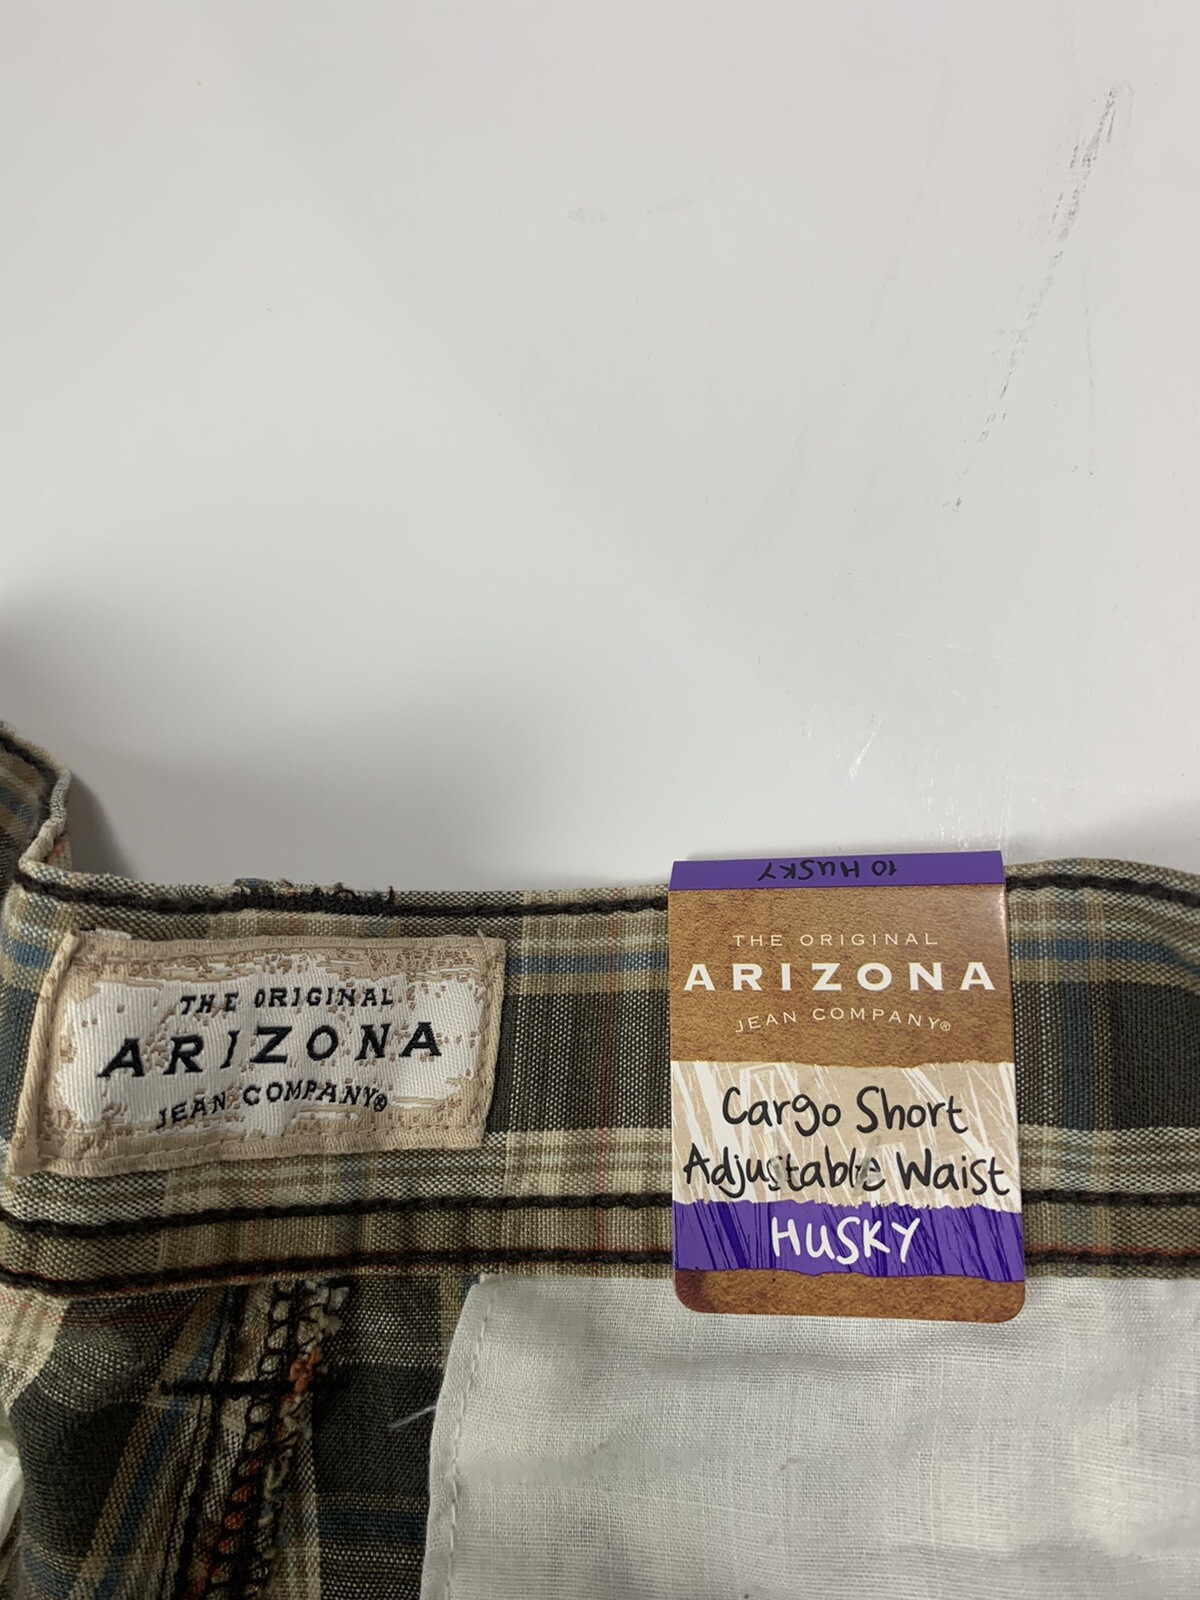 THE ORIGINAL
ARIZONA
JEAN COMPANY®
10 HUSKY
THE ORIGINAL
ARIZONA
JEAN COMPANY®
Cargo Short
Adjustable Waist
HUSKY